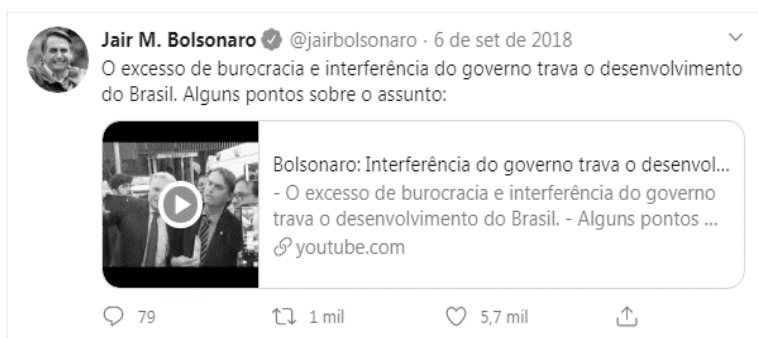 Jair M. Bolsonaro @jairbolsonaro · 6 de set de 2018
O excesso de burocracia e interferência do governo trava o desenvolvimento
do Brasil. Alguns pontos sobre o assunto:
Bolsonaro: Interferência do governo trava o desenvol...
- O excesso de burocracia e interferência do governo
trava o desenvolvimento do Brasil. - Alguns pontos ...
youtube.com
79 1 mil 5,7 mil